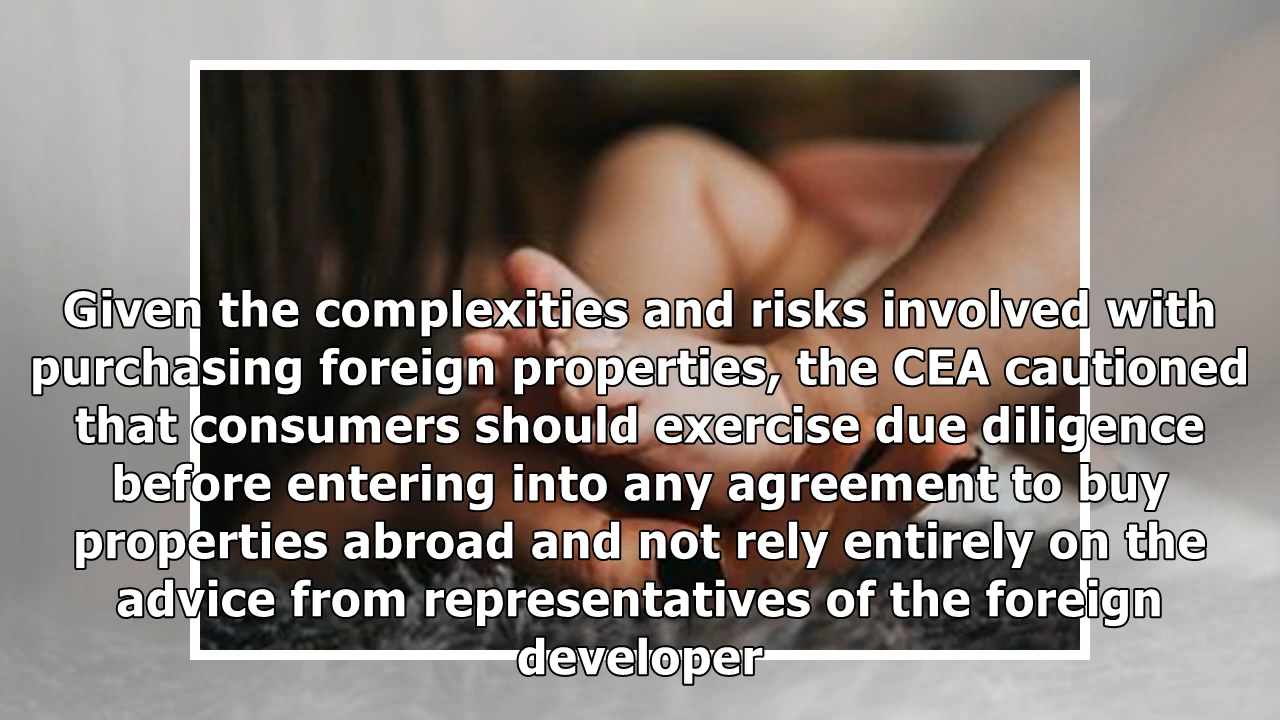 Given the complexities and risks involved with
purchasing foreign properties, the CEA cautioned
that consumers should exercise due diligence
before entering into any agreement to buy
properties abroad and not rely entirely on the
advice from representatives of the foreign
developer